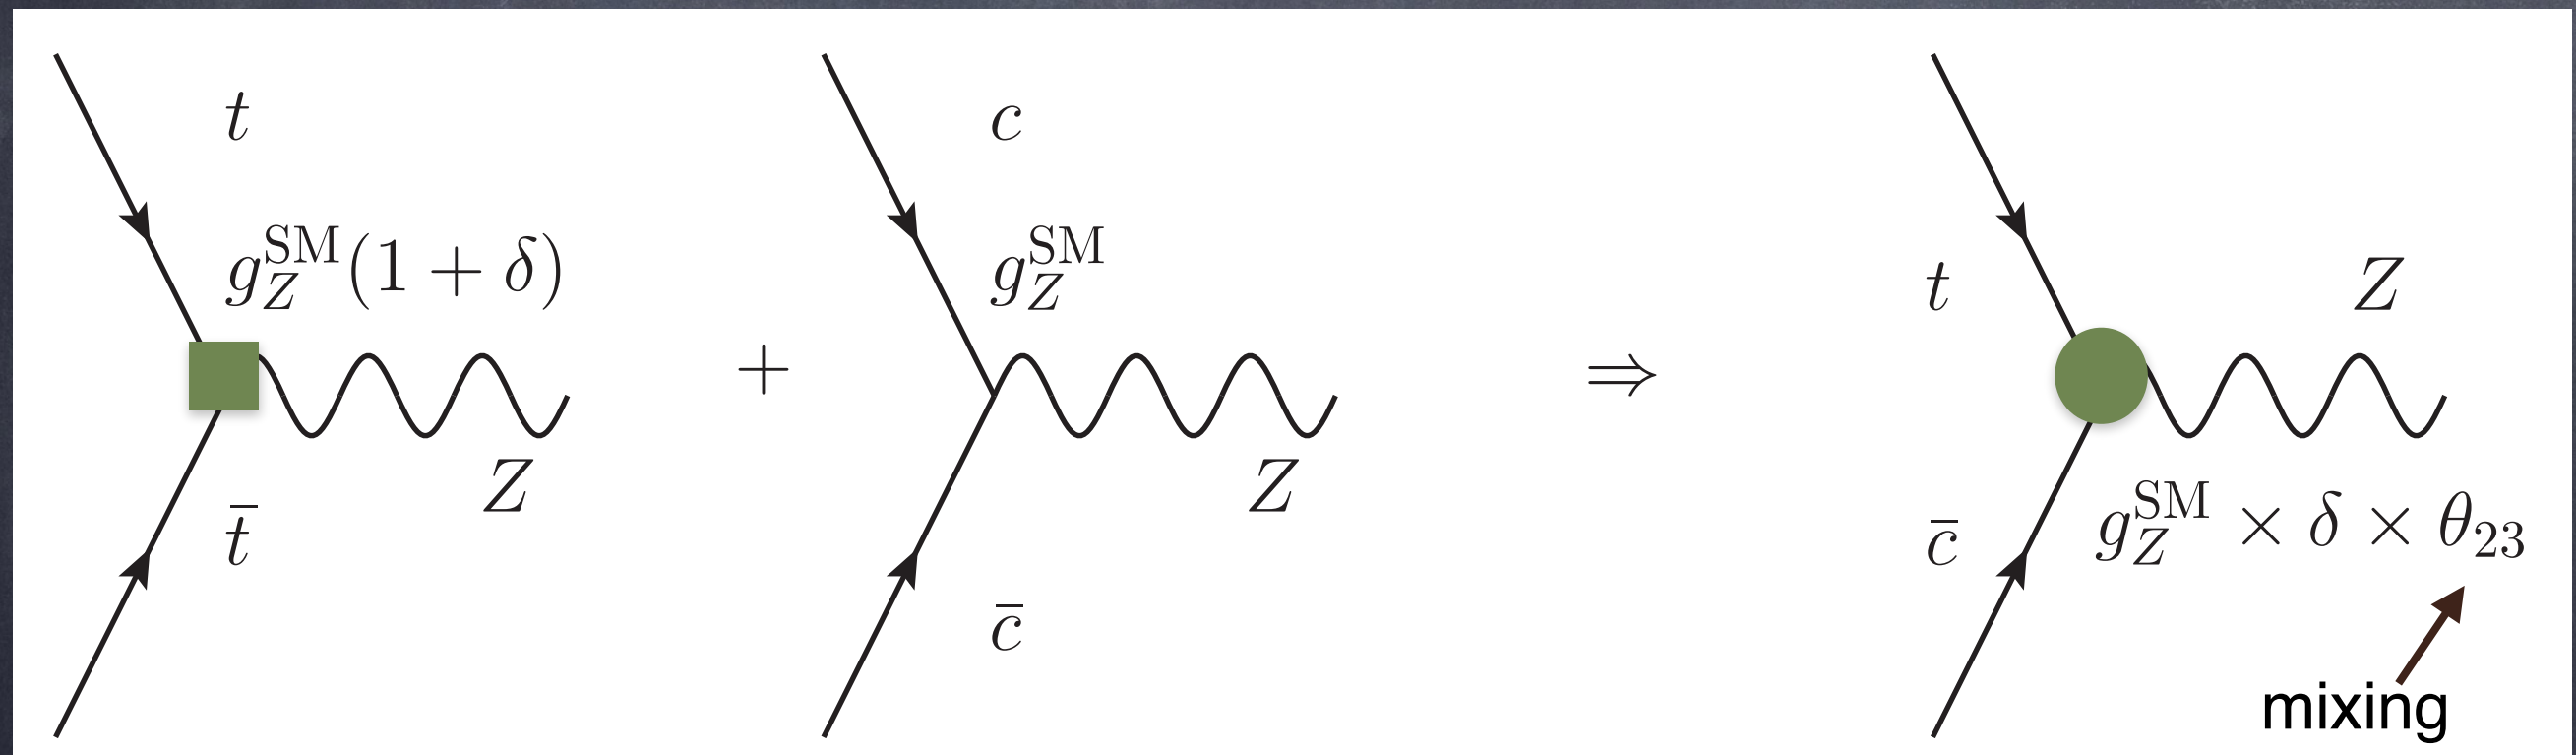 t
g_Z^SM(1 + δ)
t̄
Z
+
c
g_Z^SM
c̄
Z
⇒
t
Z
c̄
g_Z^SM × δ × θ_23
mixing